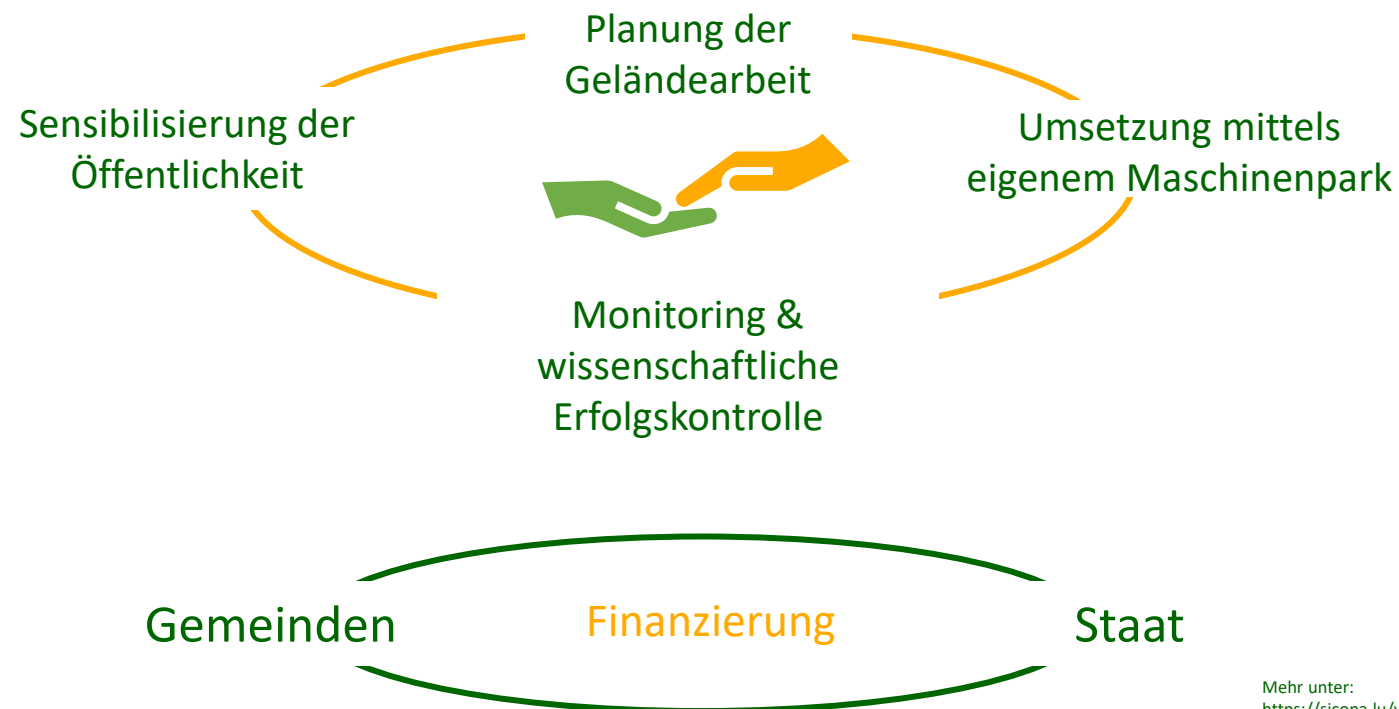 Planung der
Geländearbeit
Sensibilisierung der
Öffentlichkeit
Umsetzung mittels
eigenem Maschinenpark
Monitoring &
wissenschaftliche
Erfolgskontrolle
Gemeinden
Finanzierung
Staat
Mehr unter: